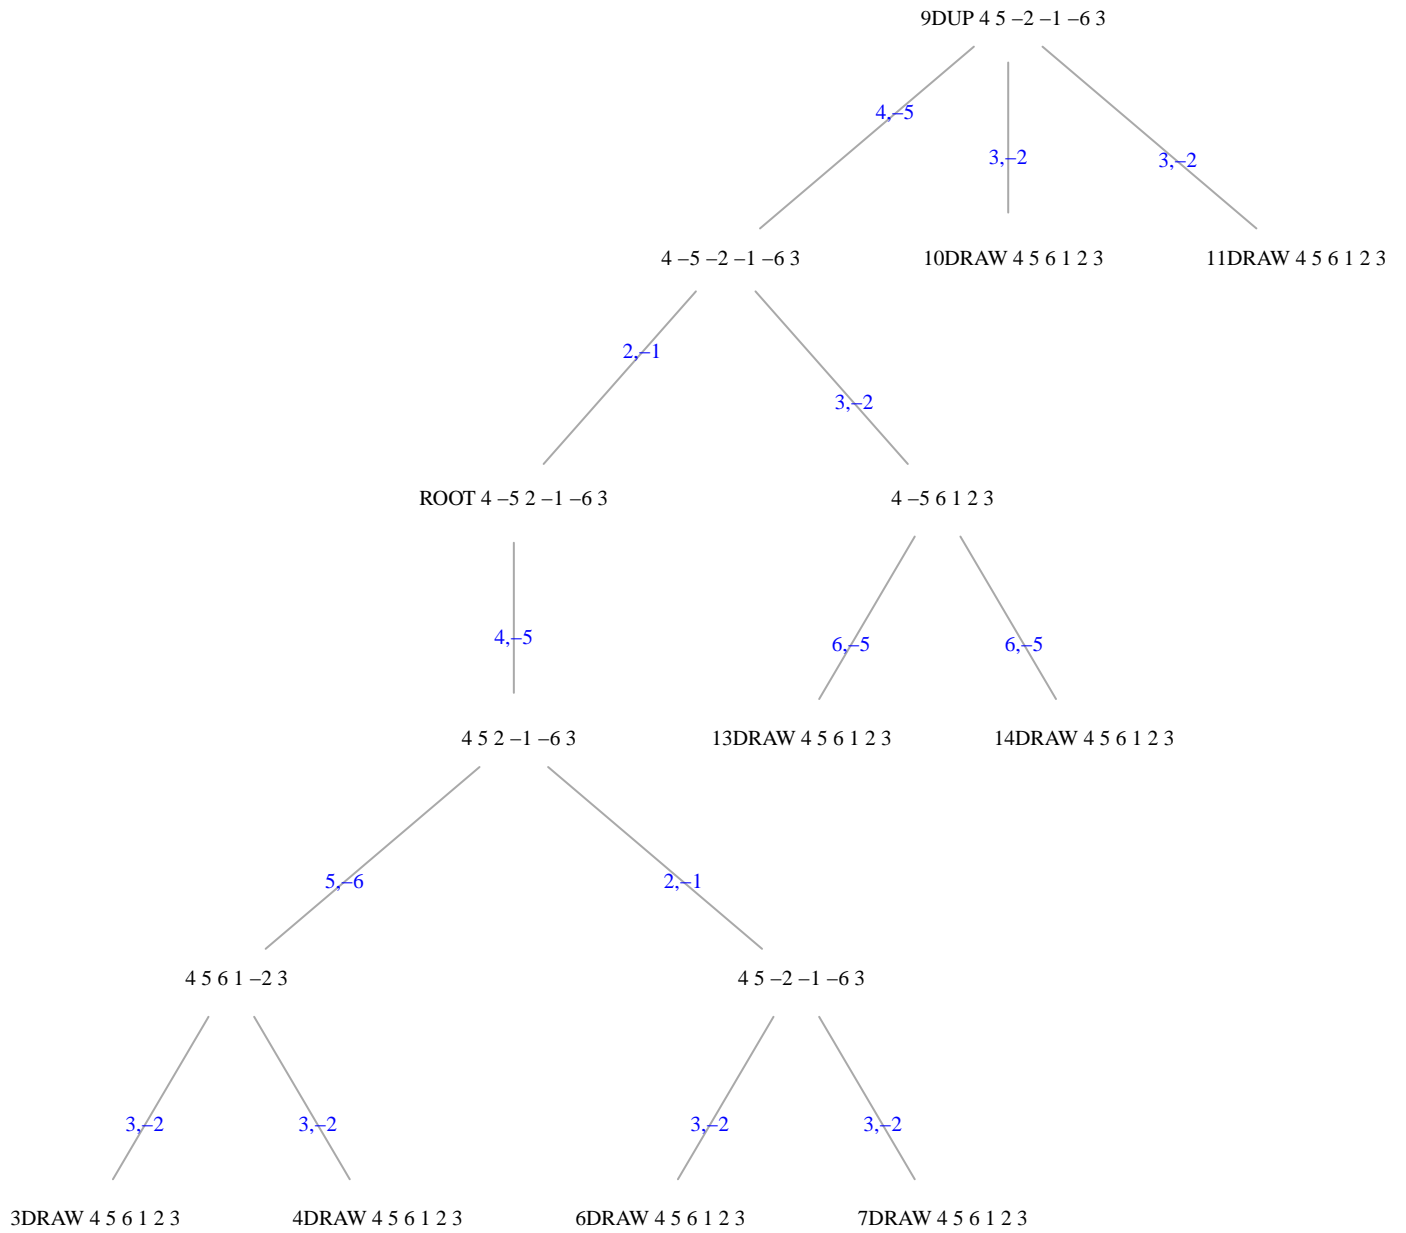 9DUP 4 5 –2 –1 –6 3
4,–5
3,–2
3,–2
4 –5 –2 –1 –6 3
10DRAW 4 5 6 1 2 3
11DRAW 4 5 6 1 2 3
2,–1
3,–2
ROOT 4 –5 2 –1 –6 3
4 –5 6 1 2 3
4,–5
6,–5
6,–5
4 5 2 –1 –6 3
13DRAW 4 5 6 1 2 3
14DRAW 4 5 6 1 2 3
5,–6
2,–1
4 5 6 1 –2 3
4 5 –2 –1 –6 3
3,–2
3,–2
3,–2
3,–2
3DRAW 4 5 6 1 2 3
4DRAW 4 5 6 1 2 3
6DRAW 4 5 6 1 2 3
7DRAW 4 5 6 1 2 3